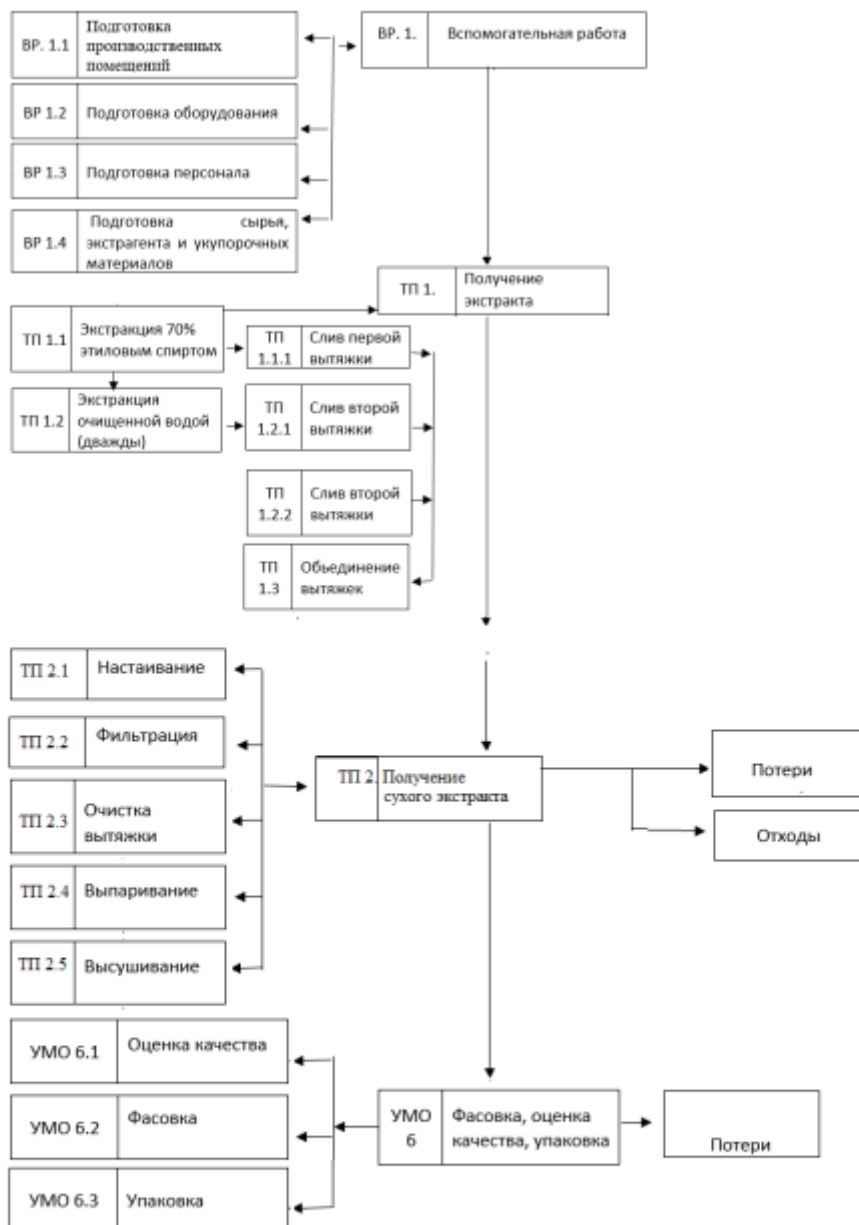 ВР. 1.1
Подготовка
производственных
помещений
ВР. 1.
Вспомогательная работа
ВР 1.2
Подготовка оборудования
ВР 1.3
Подготовка персонала
ВР 1.4
Подготовка сырья,
экстрагента и укупорочных
материалов
ТП 1.
Получение
экстракта
ТП 1.1
Экстракция 70%
этиловым спиртом
ТП
1.1.1
Слив первой
вытяжки
ТП 1.2
Экстракция
очищенной водой
(дважды)
ТП
1.2.1
Слив второй
вытяжки
ТП
1.2.2
Слив второй
вытяжки
ТП
1.3
Обьединение
вытяжек
ТП 2.1
Настаивание
ТП 2.2
Фильтрация
ТП 2. Получение
сухого экстракта
Потери
ТП 2.3
Очистка
вытяжки
Отходы
ТП 2.4
Выпаривание
ТП 2.5
Высушивание
УМО 6.1
Оценка качества
УМО 6.2
Фасовка
УМО
6
Фасовка, оценка
качества, упаковка
Потери
УМО 6.3
Упаковка